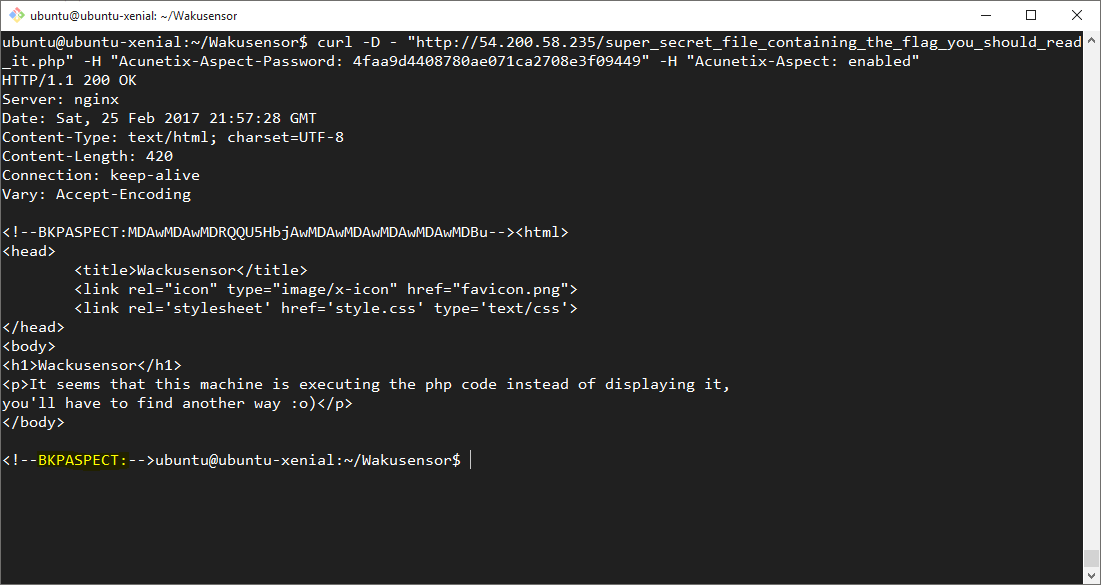 ubuntu@ubuntu-xenial: ~/Wakusensor
ubuntu@ubuntu-xenial:~/Wakusensor$ curl -D - "http://54.200.58.235/super_secret_file_containing_the_flag_you_should_read
_it.php" -H "Acunetix-Aspect-Password: 4faa9d4408780ae071ca2708e3f09449" -H "Acunetix-Aspect: enabled"
HTTP/1.1 200 OK
Server: nginx
Date: Sat, 25 Feb 2017 21:57:28 GMT
Content-Type: text/html; charset=UTF-8
Content-Length: 420
Connection: keep-alive
Vary: Accept-Encoding

<!--BKPASPECT:MDAwMDAwMDRQQU5HbjAwMDAwMDAwMDAwMDAwMDBu--><html>
<head>
        <title>Wackusensor</title>
        <link rel="icon" type="image/x-icon" href="favicon.png">
        <link rel='stylesheet' href='style.css' type='text/css'>
</head>
<body>
<h1>Wackusensor</h1>
<p>It seems that this machine is executing the php code instead of displaying it,
you'll have to find another way :o)</p>
</body>

<!--BKPASPECT:-->ubuntu@ubuntu-xenial:~/Wakusensor$